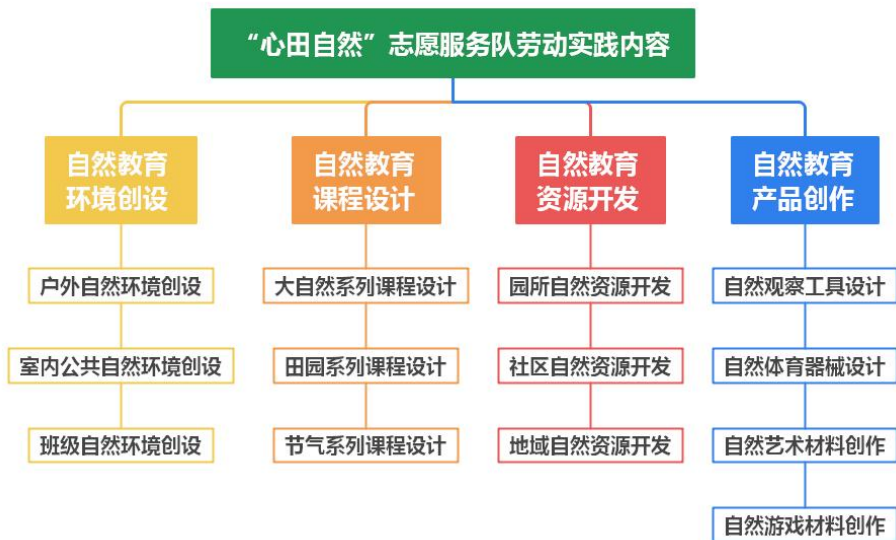 “心田自然”志愿服务队劳动实践内容
自然教育
环境创设
户外自然环境创设
室内公共自然环境创设
班级自然环境创设
自然教育
课程设计
大自然系列课程设计
田园系列课程设计
节气系列课程设计
自然教育
资源开发
园所自然资源开发
社区自然资源开发
地域自然资源开发
自然教育
产品创作
自然观察工具设计
自然体育器械设计
自然艺术材料创作
自然游戏材料创作